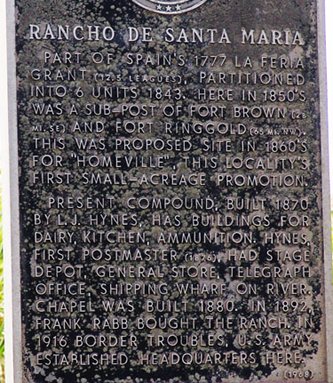 RANCHO DE SANTA MARIA
PART OF SPAIN'S 1777 LA FERIA
GRANT (12.5 LEAGUES), PARTITIONED
INTO 6 UNITS 1843. HERE IN 1850'S
WAS A SUB-POST OF FORT BROWN (26
MI. SE) AND FORT RINGGOLD (65 MI. NW).
THIS WAS PROPOSED SITE IN 1860'S
FOR "HOMEVILLE", THIS LOCALITY'S
FIRST SMALL-ACREAGE PROMOTION.
PRESENT COMPOUND, BUILT 1870
BY L. J. HYNES, HAS BUILDINGS FOR
DAIRY, KITCHEN, AMMUNITION. HYNES,
FIRST POSTMASTER (1878), HAD STAGE
DEPOT, GENERAL STORE, TELEGRAPH
OFFICE, SHIPPING WHARF ON RIVER.
CHAPEL WAS BUILT 1880. IN 1892
FRANK RABB BOUGHT THE RANCH. IN
1916 BORDER TROUBLES, U.S. ARMY
ESTABLISHED HEADQUARTERS HERE.
(1968)